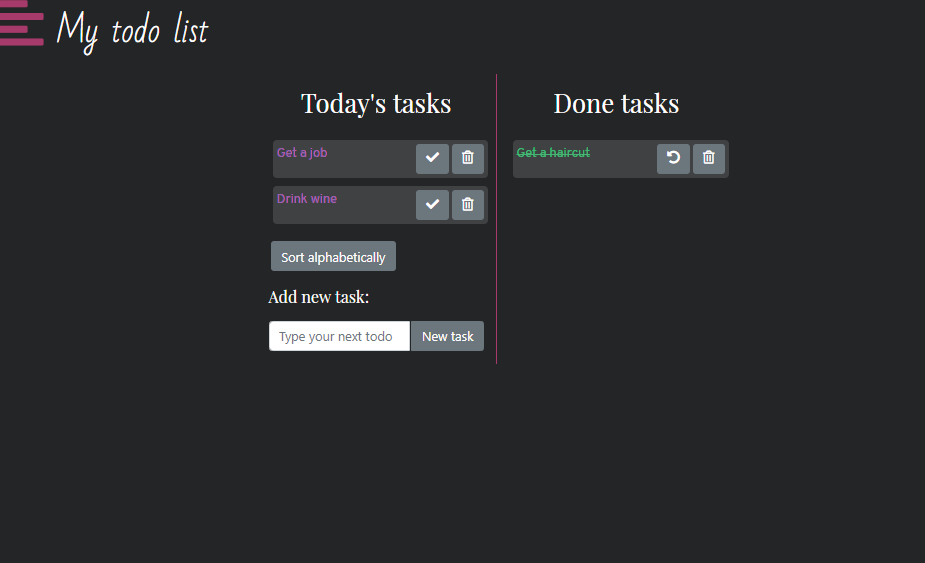 My todo list
Today's tasks
Get a job
Drink wine
Sort alphabetically
Add new task:
Type your next todo
New task
Done tasks
Get a haircut